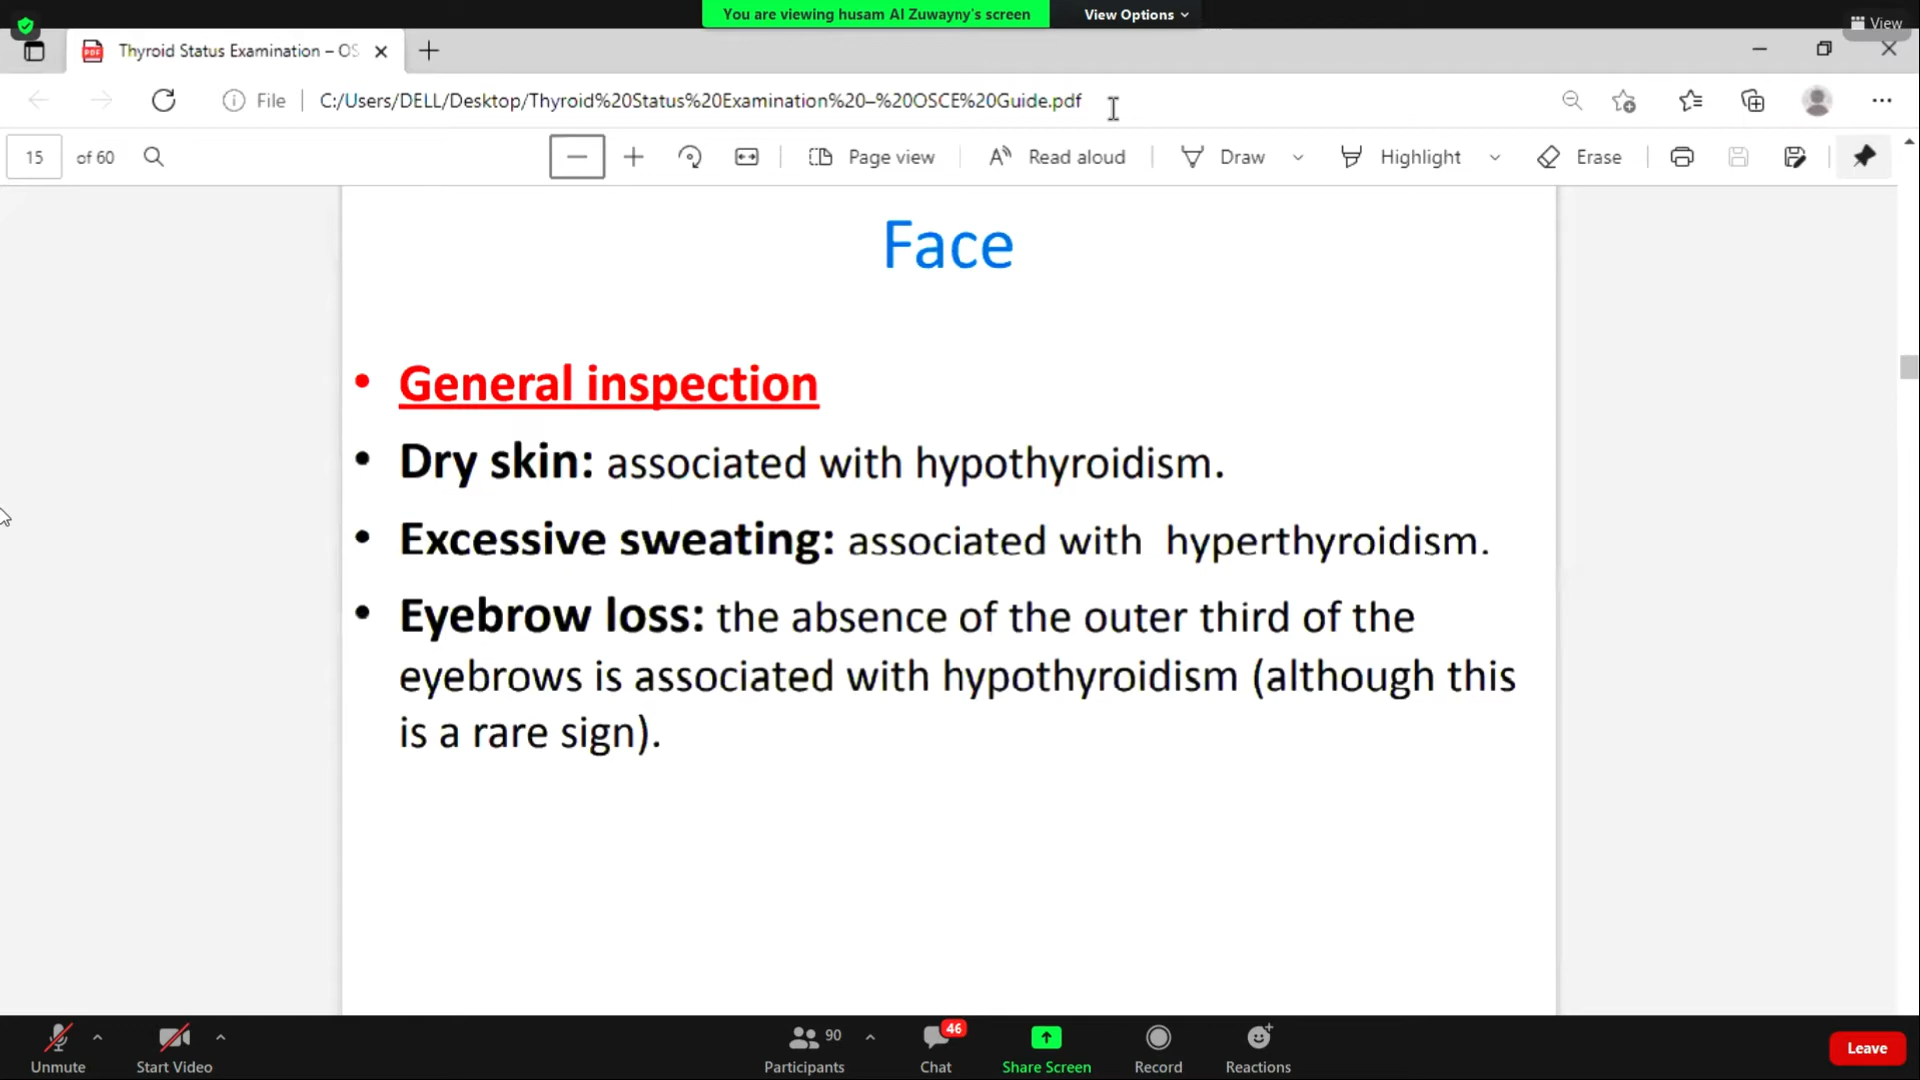 You are viewing husam Al Zuwayny's screen
View Options
View
Thyroid Status Examination – OS
File
C:/Users/DELL/Desktop/Thyroid%20Status%20Examination%20–%20OSCE%20Guide.pdf
15 of 60
Page view
Read aloud
Draw
Highlight
Erase
Face
• General inspection
• Dry skin: associated with hypothyroidism.
• Excessive sweating: associated with  hyperthyroidism.
• Eyebrow loss: the absence of the outer third of the
eyebrows is associated with hypothyroidism (although this
is a rare sign).
Unmute
Start Video
90
Participants
46
Chat
Share Screen
Record
Reactions
Leave